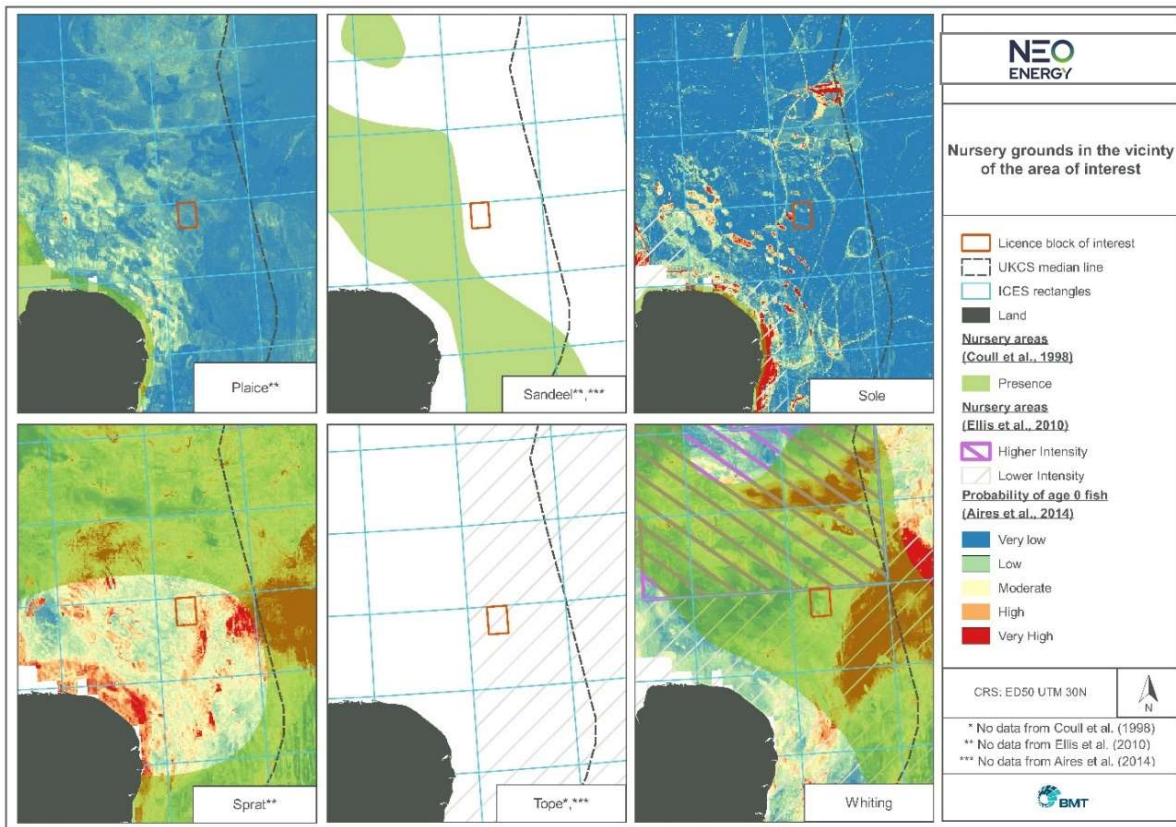 Plaice**
Sandeel**,***
Sole
Sprat**
Tope*,***
Whiting
NEO
ENERGY
Nursery grounds in the vicinty
of the area of interest
Licence block of interest
UKCS median line
ICES rectangles
Land
Nursery areas
(Coull et al., 1998)
Presence
Nursery areas
(Ellis et al., 2010)
Higher Intensity
Lower Intensity
Probability of age 0 fish
(Aires et al., 2014)
Very low
Low
Moderate
High
Very High
CRS: ED50 UTM 30N
N
* No data from Coull et al. (1998)
** No data from Ellis et al. (2010)
*** No data from Aires et al. (2014)
BMT